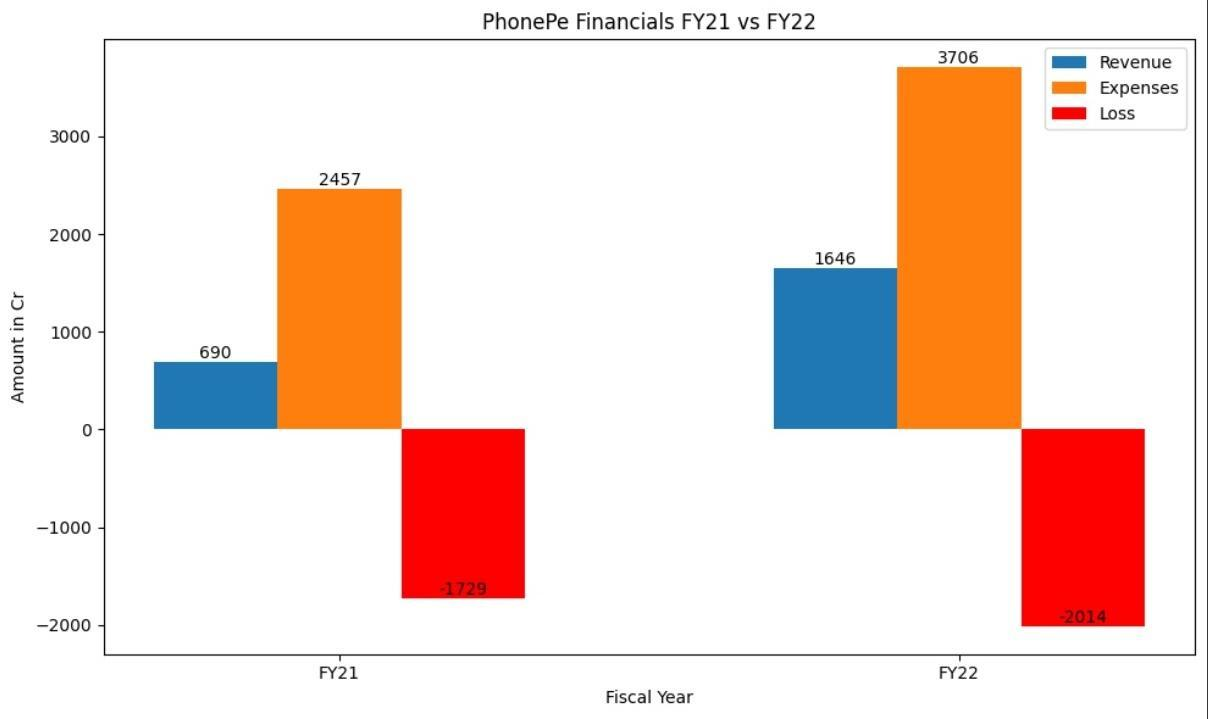 PhonePe Financials FY21 vs FY22
Revenue
Expenses
Loss
3706
2457
1646
690
-1729
-2014
3000
2000
1000
0
−1000
−2000
Amount in Cr
FY21
FY22
Fiscal Year